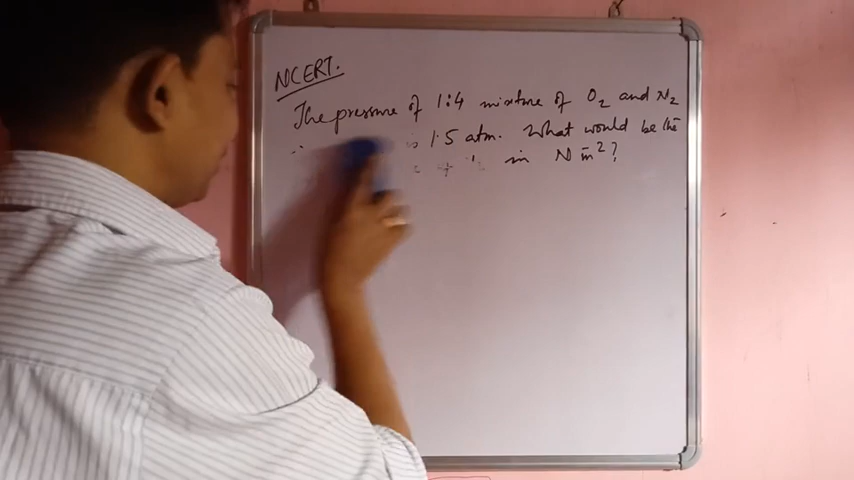 NCERT.
The pressure of 1:4 mixture of O₂ and N₂
is 1.5 atm. What would be the
in N m⁻²?